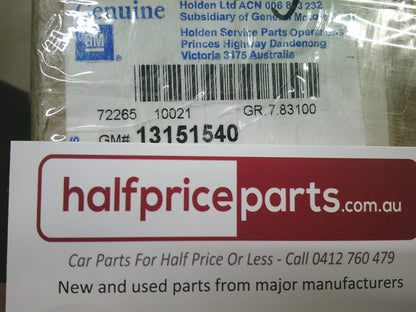 Genuine
Holden Ltd ACN 006 893 232
Subsidiary of General Motors
GM
Holden Service Parts Operations
Princes Highway Dandenong
Victoria 3175 Australia
72265 10021 GR.7.83100
GM# 13151540
halfpriceparts.com.au
Car Parts For Half Price Or Less - Call 0412 760 479
New and used parts from major manufacturers